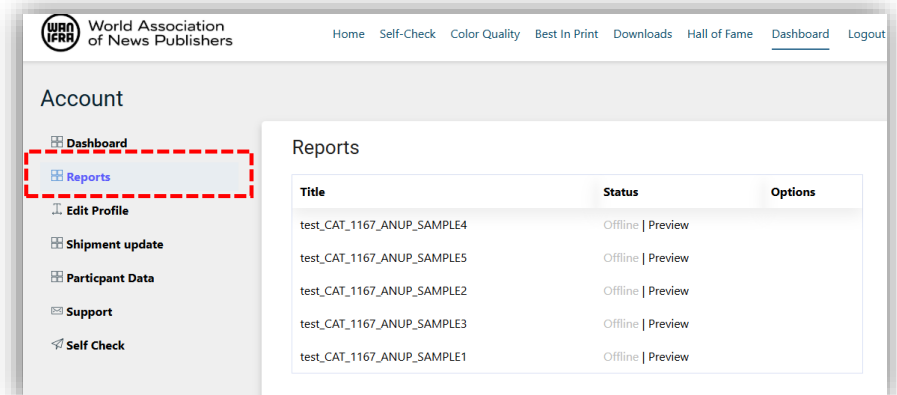 WAN
IFRA
World Association
of News Publishers
Home Self-Check Color Quality Best In Print Downloads Hall of Fame Dashboard Logout
Account
Dashboard
Reports
Edit Profile
Shipment update
Particpant Data
Support
Self Check
Reports
Title Status Options
test_CAT_1167_ANUP_SAMPLE4 Offline | Preview
test_CAT_1167_ANUP_SAMPLE5 Offline | Preview
test_CAT_1167_ANUP_SAMPLE2 Offline | Preview
test_CAT_1167_ANUP_SAMPLE3 Offline | Preview
test_CAT_1167_ANUP_SAMPLE1 Offline | Preview